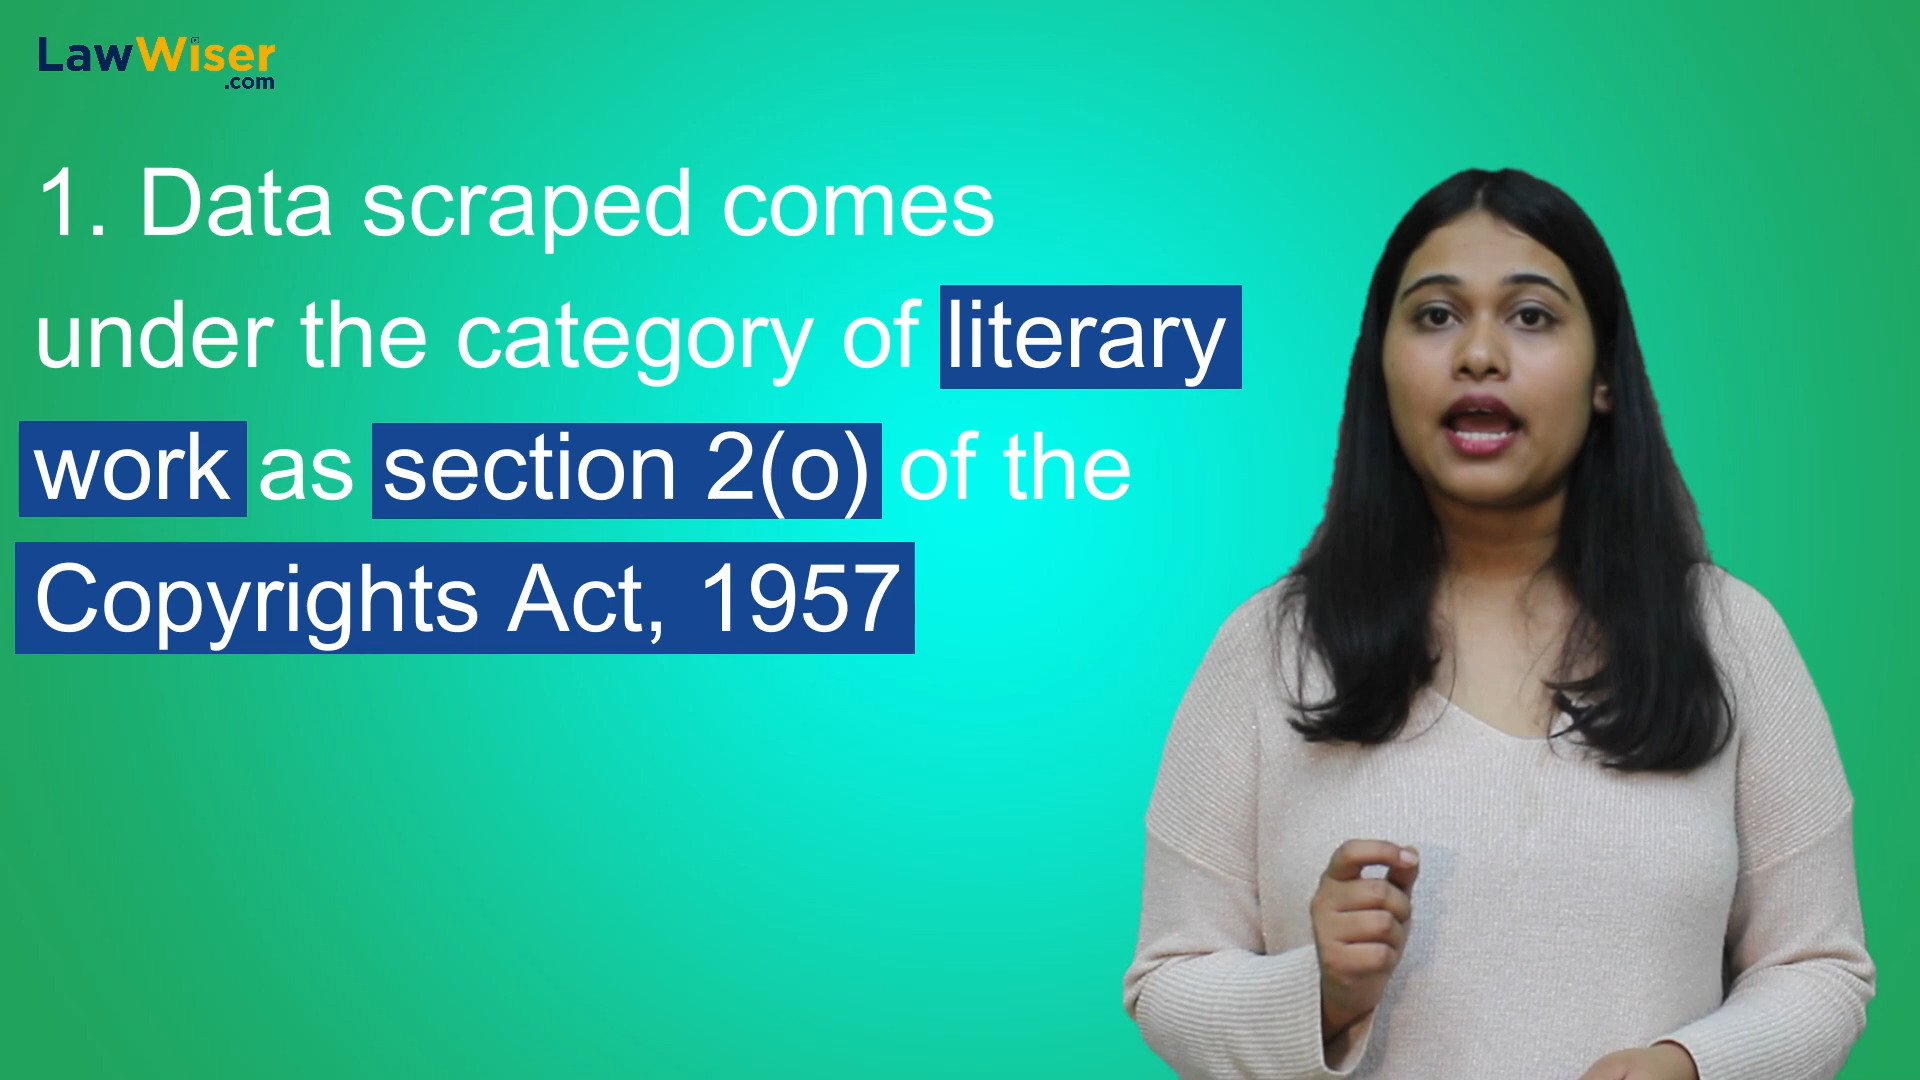 LawWiser
.com
1. Data scraped comes
under the category of literary
work as section 2(o) of the
Copyrights Act, 1957